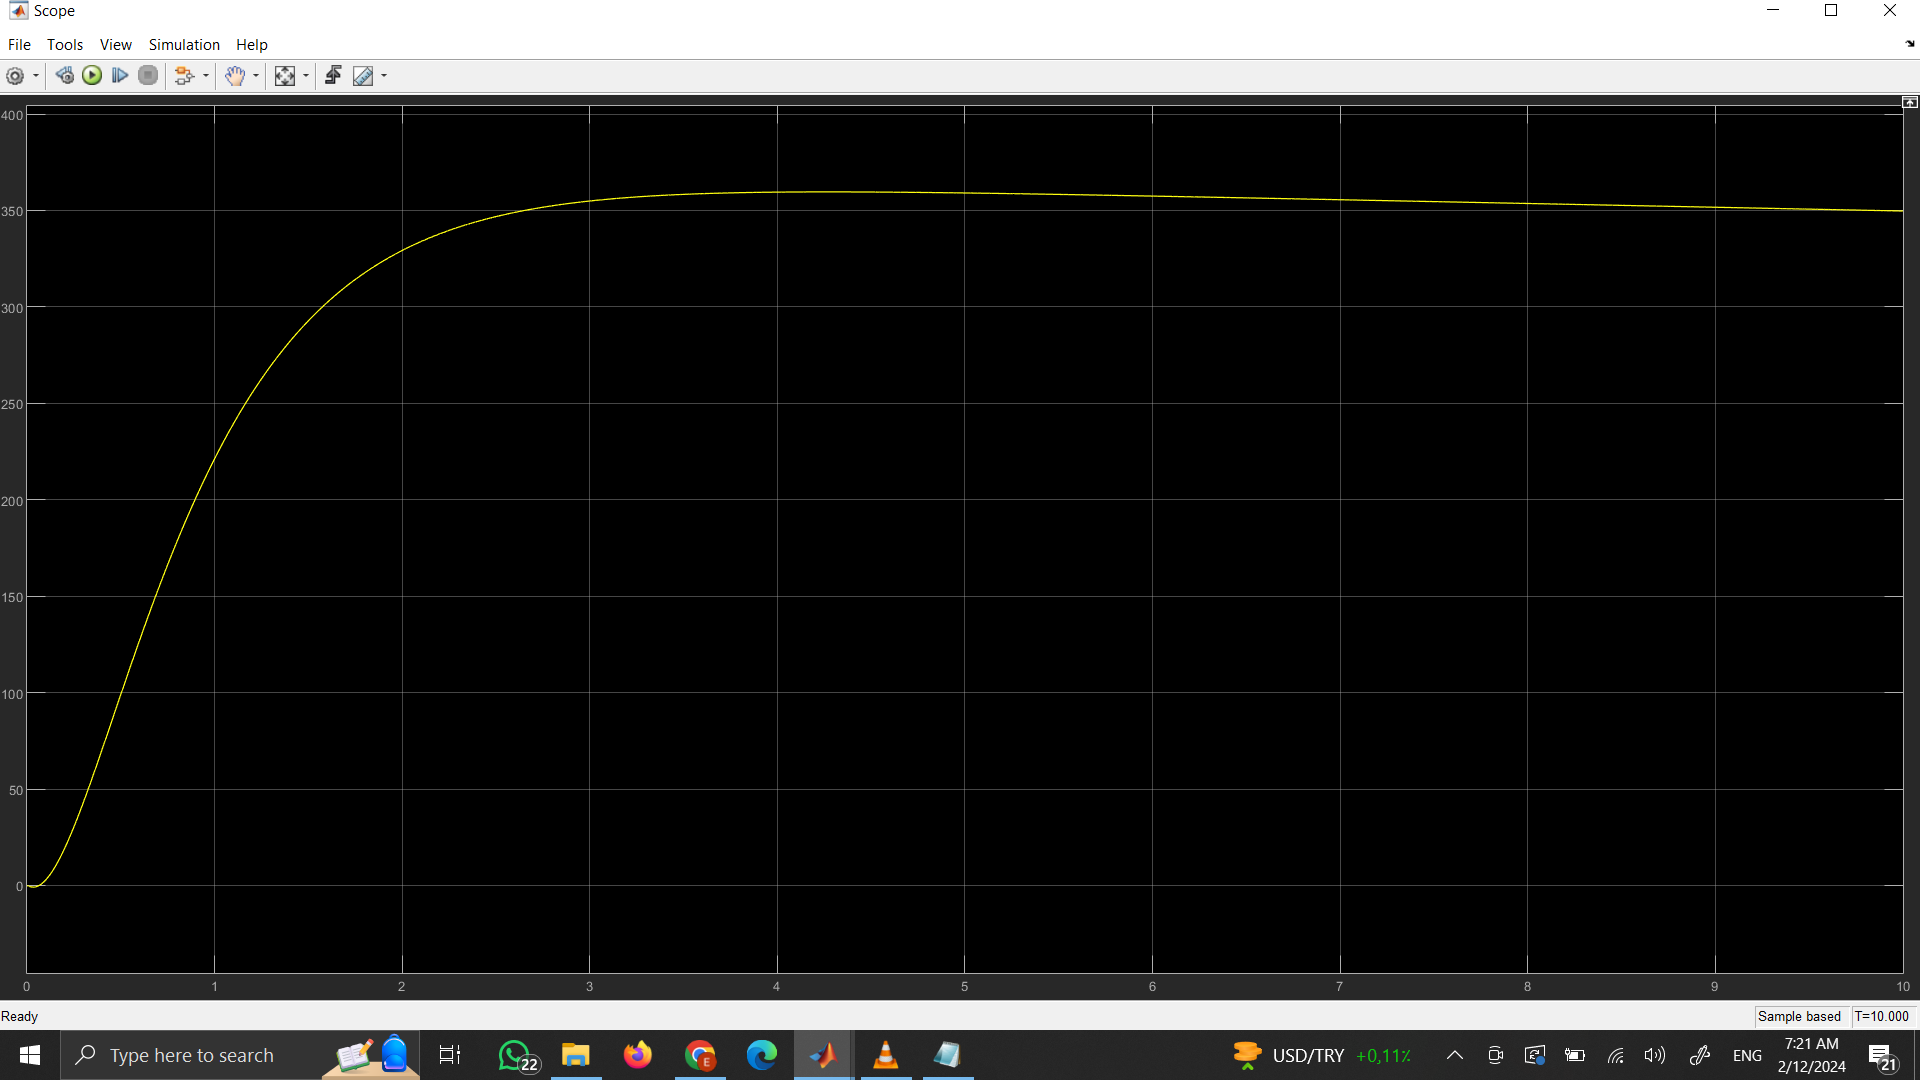 Scope
File Tools View Simulation Help
400
350
300
250
200
150
100
50
0
0 1 2 3 4 5 6 7 8 9 10
Ready Sample based T=10.000
Type here to search 22 E USD/TRY +0,11% ENG 7:21 AM 21
2/12/2024